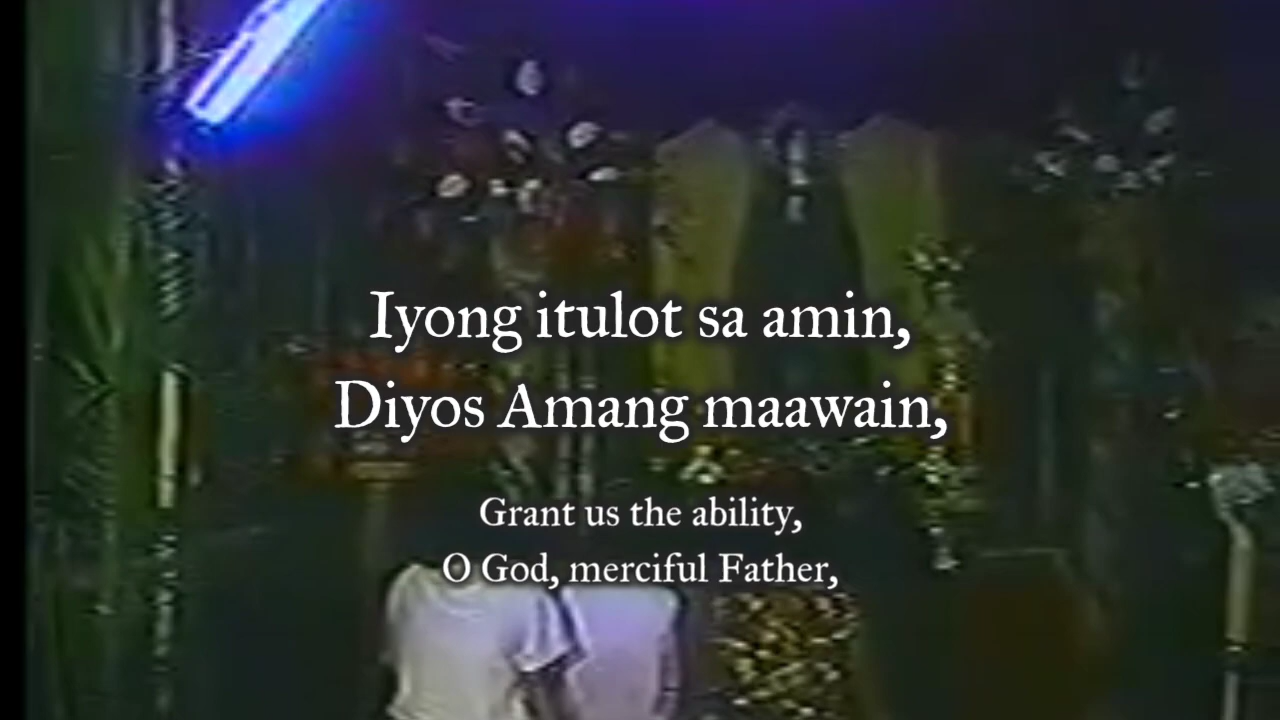 Iyong itulot sa amin,
Diyos Amang maawain,
Grant us the ability,
O God, merciful Father,